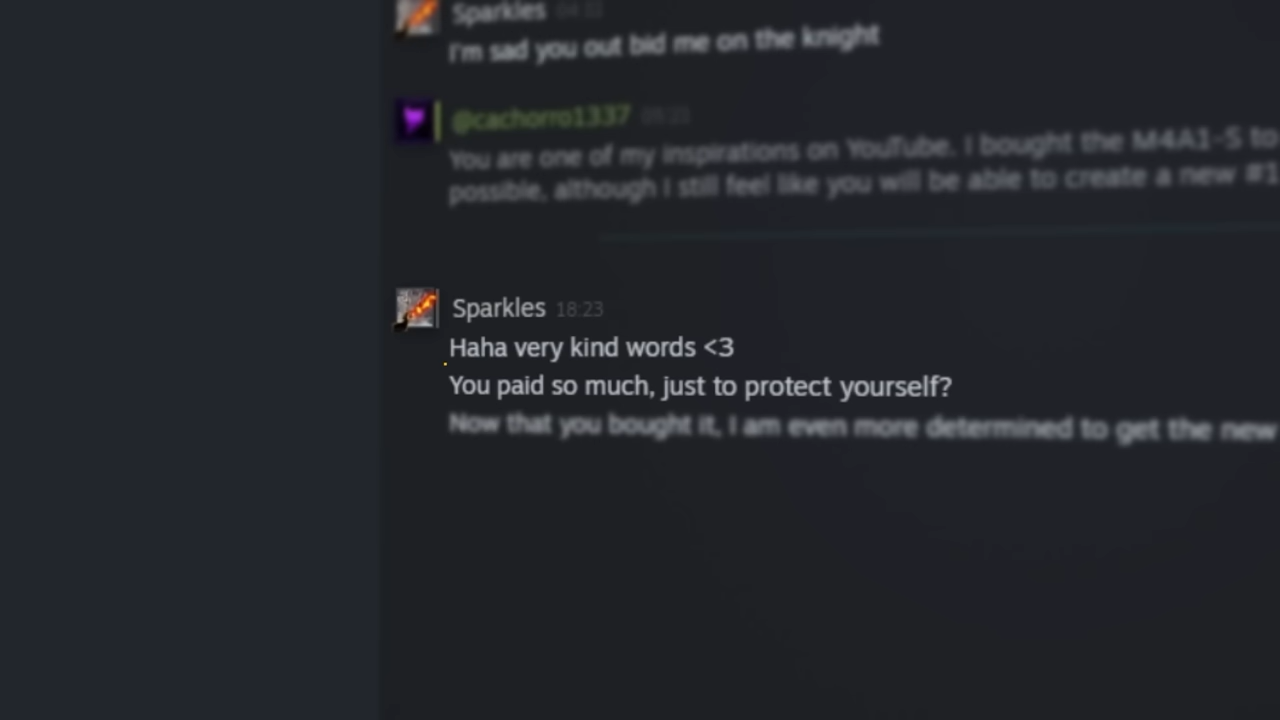 Sparkles
I'm sad you out bid me on the knight
@cachorro1337
You are one of my inspirations on YouTube. I bought the M4A1-S to
possible, although I still feel like you will be able to create a new #1
Sparkles 18:23
Haha very kind words <3
You paid so much, just to protect yourself?
Now that you bought it, I am even more determined to get the new